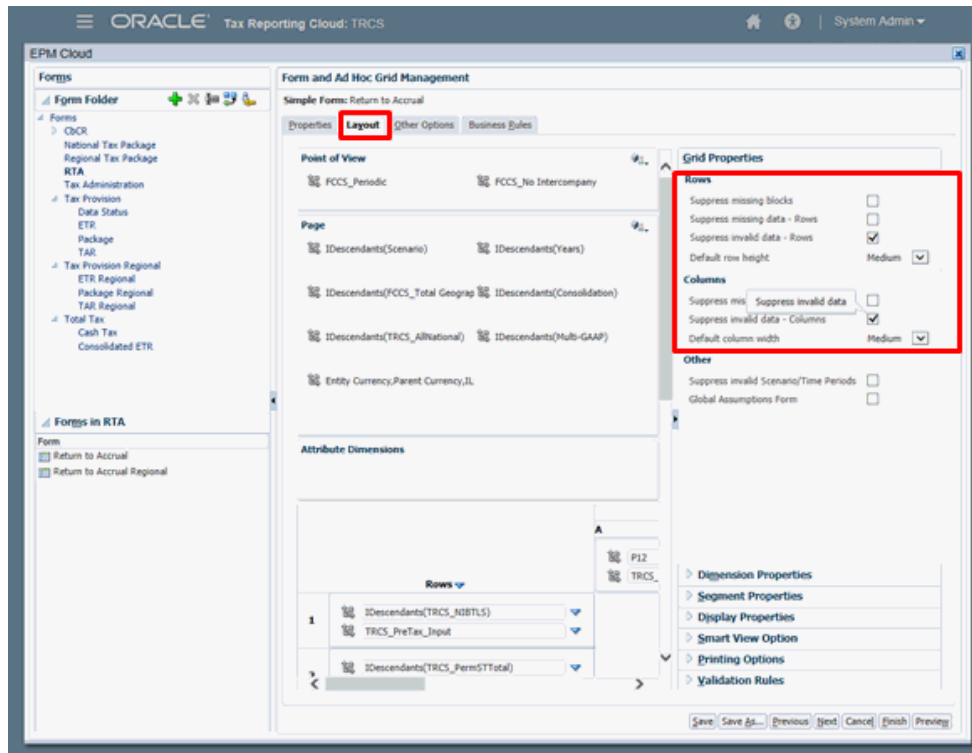 ORACLE® Tax Reporting Cloud: TRCS
System Admin
EPM Cloud
Forms
Form Folder
Forms
CbCR
National Tax Package
Regional Tax Package
RTA
Tax Administration
Tax Provision
Data Status
ETR
Package
TAR
Tax Provision Regional
ETR Regional
Package Regional
TAR Regional
Total Tax
Cash Tax
Consolidated ETR
Forms in RTA
Form
Return to Accrual
Return to Accrual Regional
Form and Ad Hoc Grid Management
Simple Form: Return to Accrual
Properties Layout Other Options Business Rules
Point of View
FCCS_Periodic FCCS_No Intercompany
Page
IDescendants(Scenario) IDescendants(Years)
IDescendants(FCCS_Total Geograp IDescendants(Consolidation)
IDescendants(TRCS_AllNational) IDescendants(Multi-GAAP)
Entity Currency,Parent Currency,IL
Attribute Dimensions
A
P12
TRCS_
Rows
1
IDescendants(TRCS_NIBTLS)
TRCS_PreTax_Input
IDescendants(TRCS_PermSTTotal)
Grid Properties
Rows
Suppress missing blocks
Suppress missing data - Rows
Suppress invalid data - Rows
Default row height Medium
Columns
Suppress mis Suppress invalid data
Suppress invalid data - Columns
Default column width Medium
Other
Suppress invalid Scenario/Time Periods
Global Assumptions Form
Dimension Properties
Segment Properties
Display Properties
Smart View Option
Printing Options
Validation Rules
Save Save As... Previous Next Cancel Finish Preview